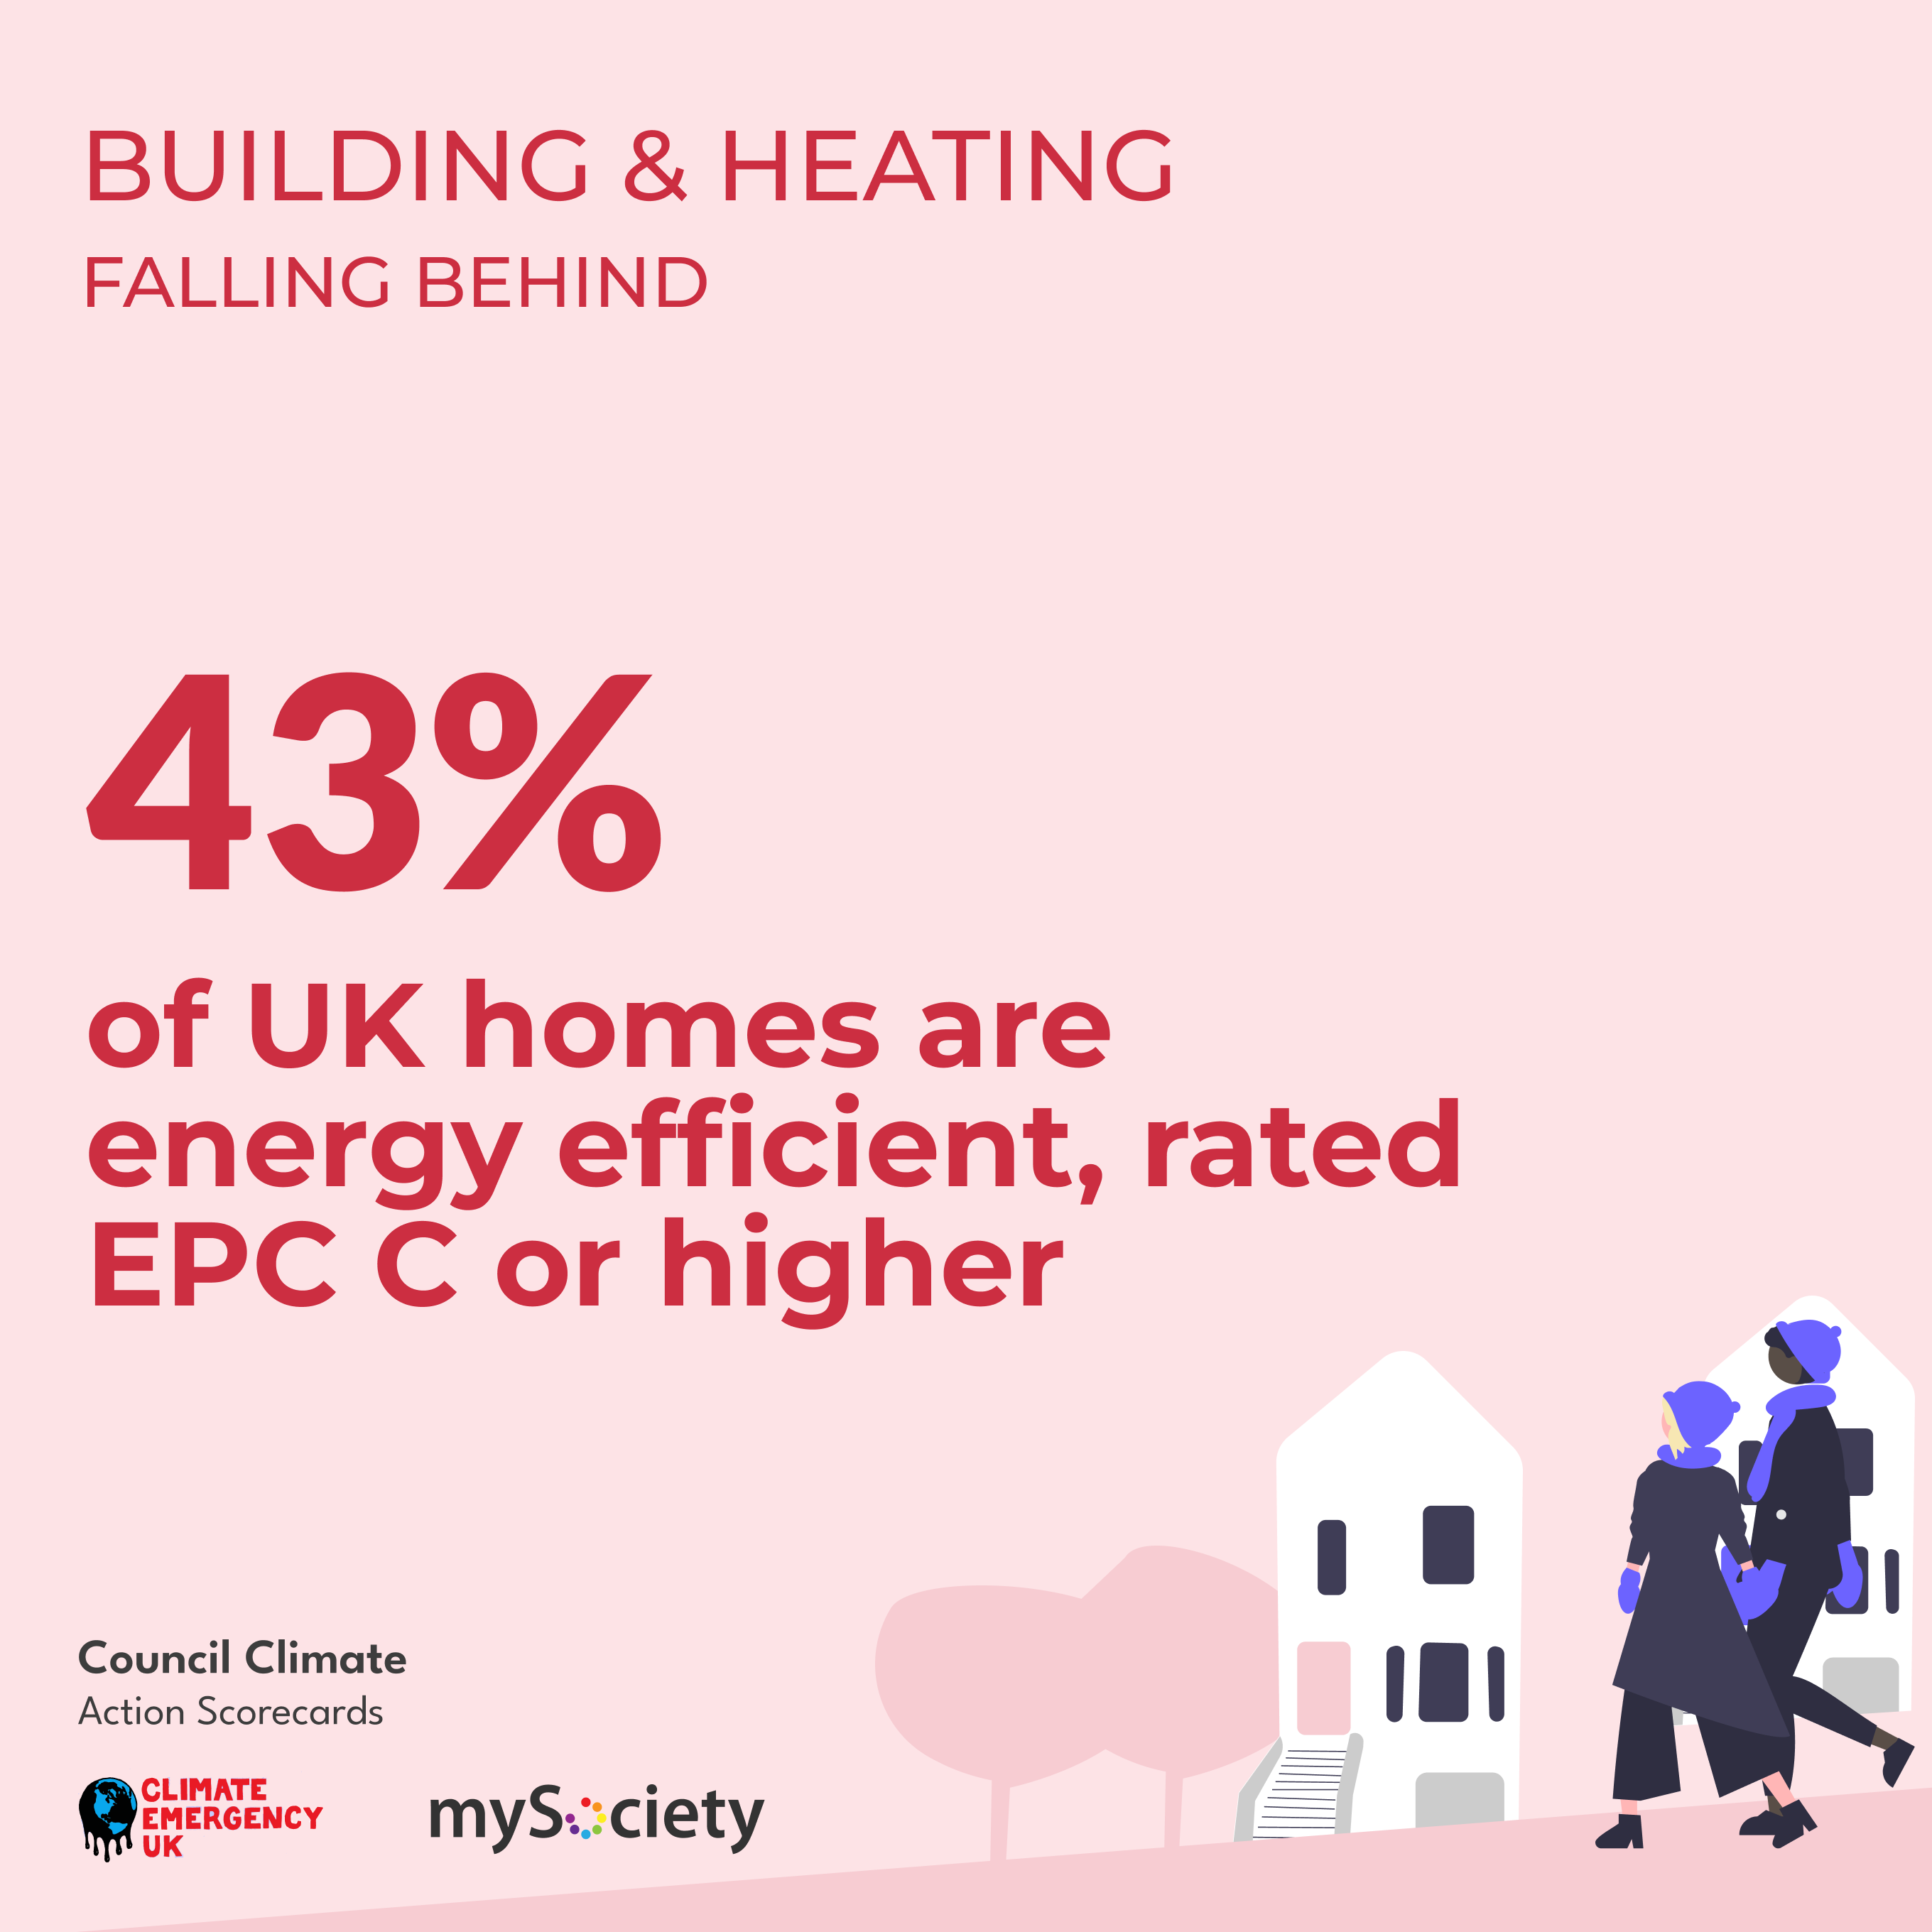 BUILDING & HEATING
FALLING BEHIND
43%
of UK homes are
energy efficient, rated
EPC C or higher
Council Climate
Action Scorecards
CLIMATE
EMERGENCY
UK
mySociety